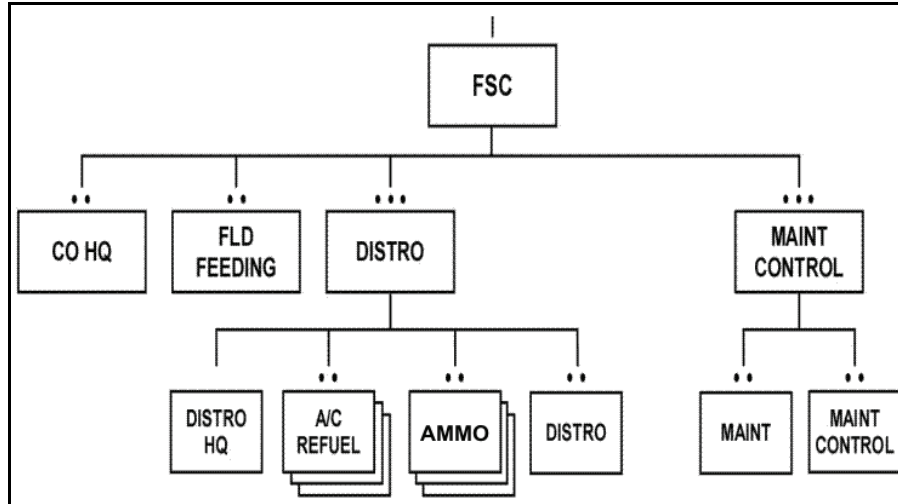 FSC
CO HQ
FLD
FEEDING
DISTRO
MAINT
CONTROL
DISTRO
HQ
A/C
REFUEL
AMMO
DISTRO
MAINT
MAINT
CONTROL